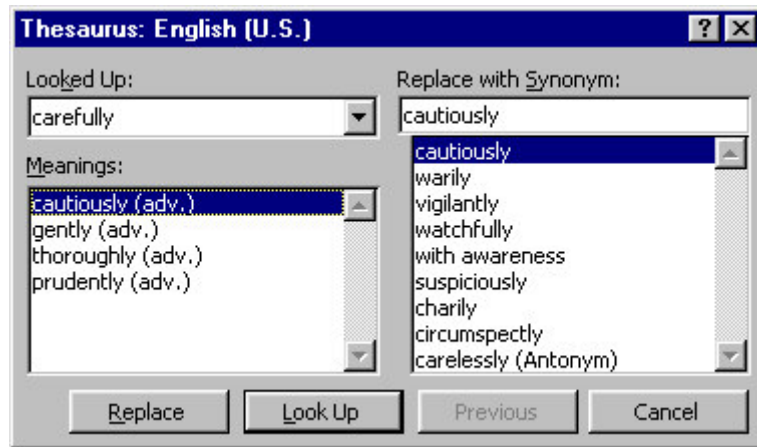 Thesaurus: English (U.S.)
Looked Up:
carefully
Meanings:
cautiously (adv.)
gently (adv.)
thoroughly (adv.)
prudently (adv.)
Replace with Synonym:
cautiously
cautiously
warily
vigilantly
watchfully
with awareness
suspiciously
charily
circumspectly
carelessly (Antonym)
Replace
Look Up
Previous
Cancel